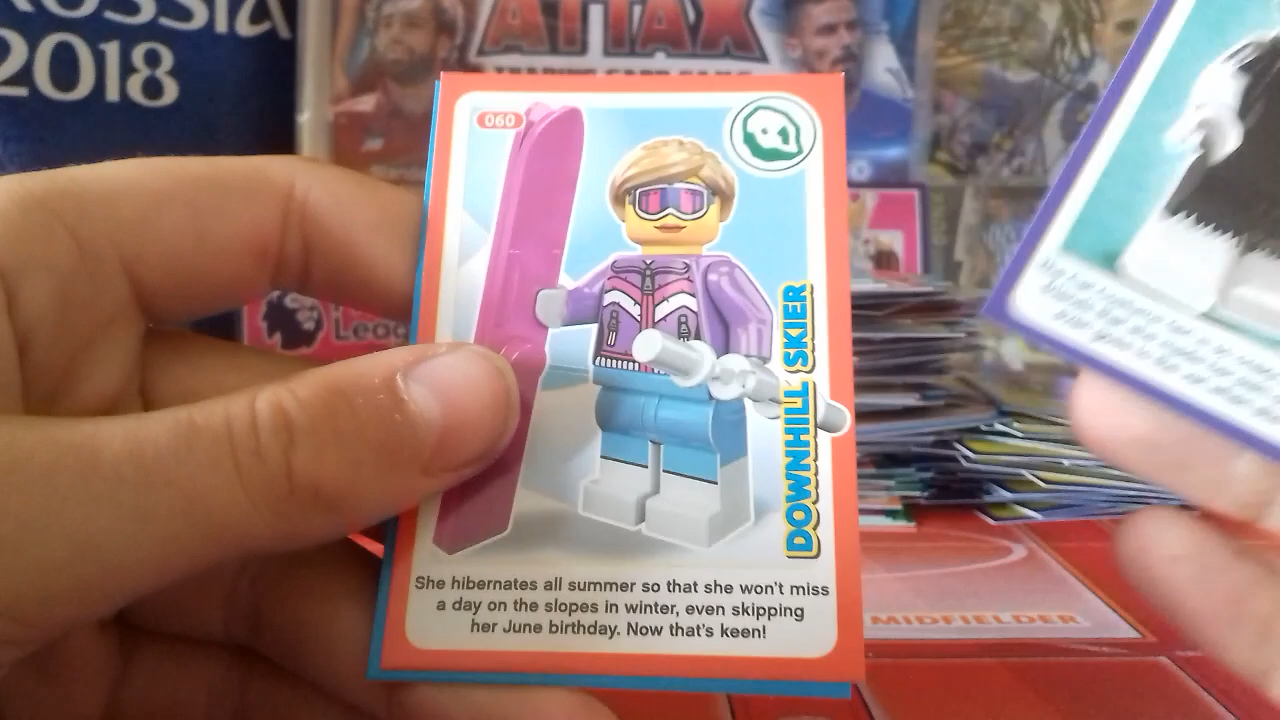 RUSSIA
2018
ATTAX
060
DOWNHILL SKIER
She hibernates all summer so that she won't miss
a day on the slopes in winter, even skipping
her June birthday. Now that's keen!
MIDFIELDER